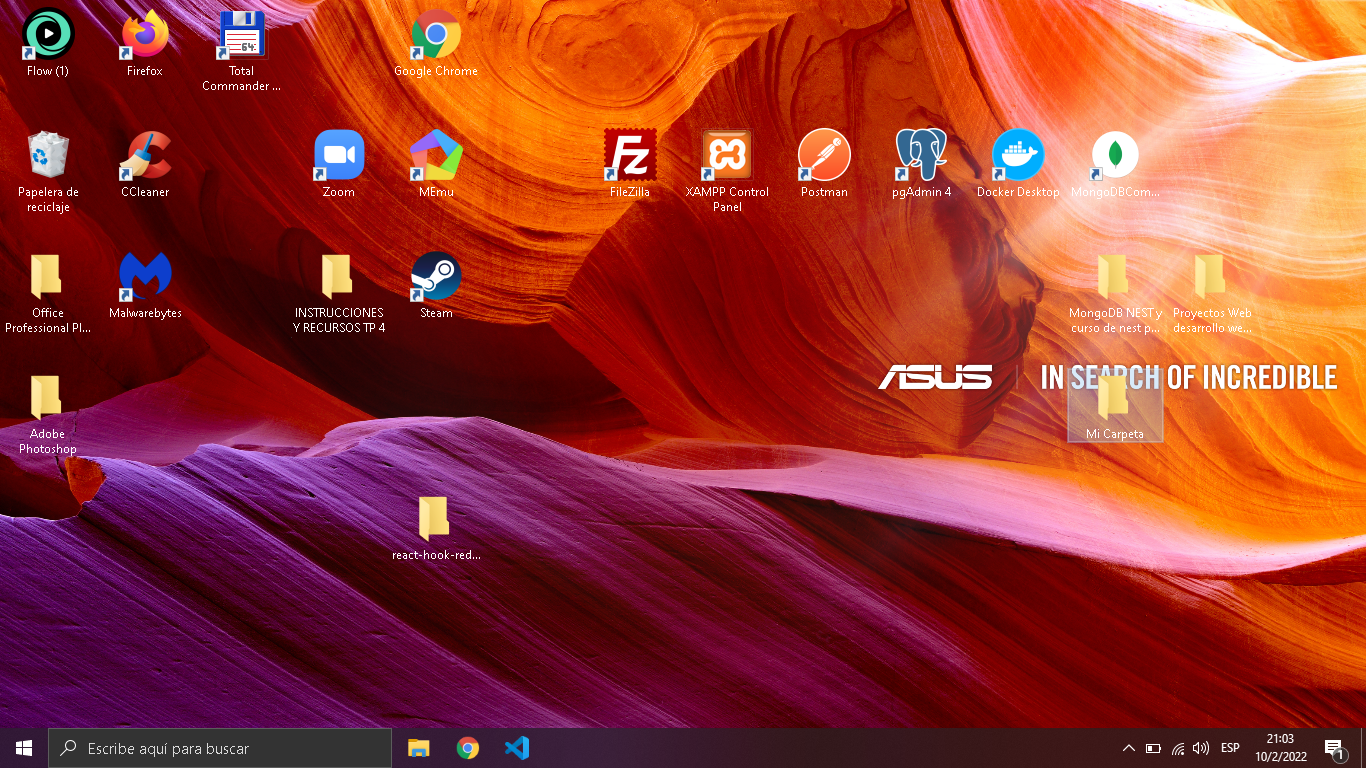 Flow (1)
Firefox
Total
Commander ...
64
Google Chrome
Papelera de
reciclaje
CCleaner
Zoom
MEmu
Fz
FileZilla
XAMPP Control
Panel
Postman
pgAdmin 4
Docker Desktop
MongoDBCom...
Office
Professional Pl...
Malwarebytes
INSTRUCCIONES
Y RECURSOS TP 4
Steam
MongoDB NEST y
curso de nest p...
Proyectos Web
desarrollo we...
ASUS | IN SEARCH OF INCREDIBLE
Adobe
Photoshop
Mi Carpeta
react-hook-red...
Escribe aquí para buscar
ESP
21:03
10/2/2022
1